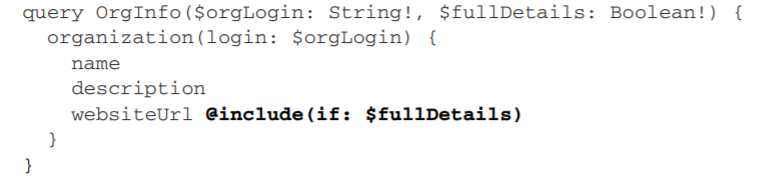 query OrgInfo($orgLogin: String!, $fullDetails: Boolean!) {
  organization(login: $orgLogin) {
    name
    description
    websiteUrl @include(if: $fullDetails)
  }
}